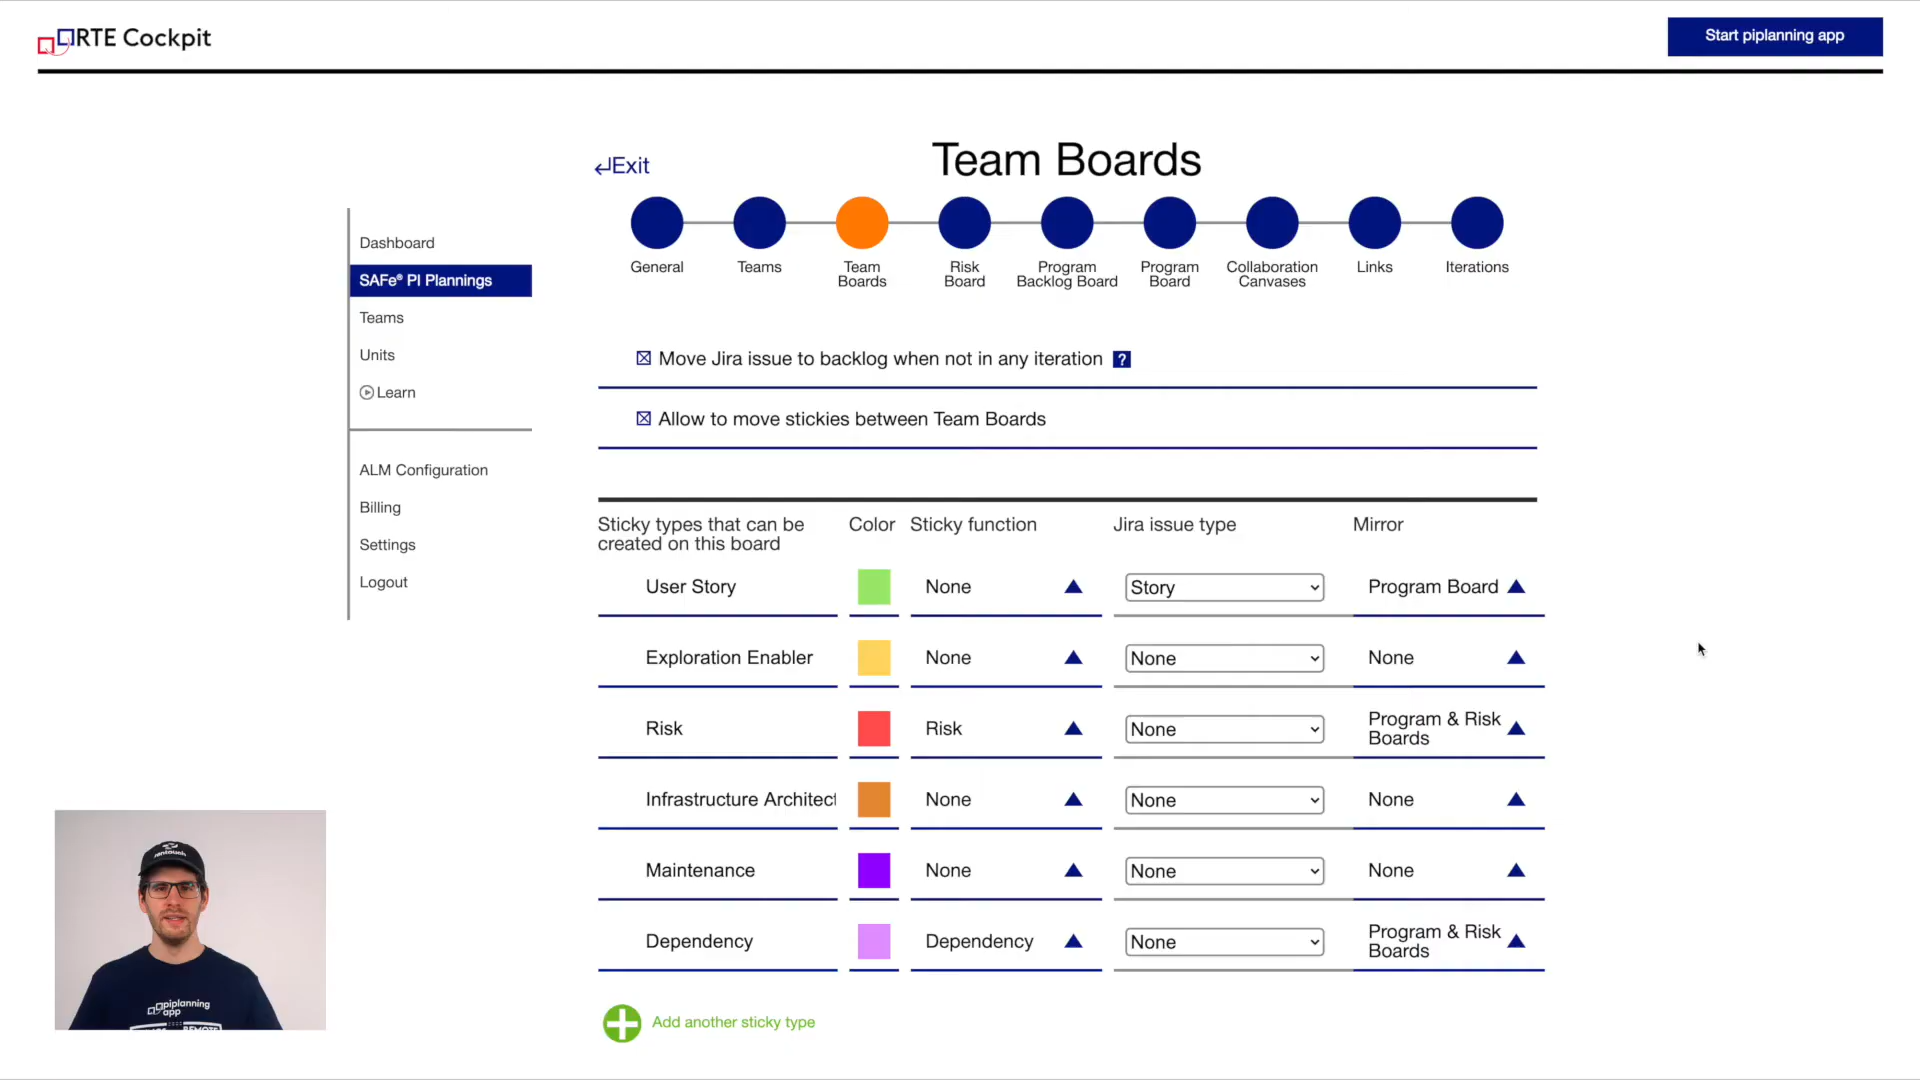 RTE Cockpit
Start piplanning app
Exit
Team Boards
General
Teams
Team
Boards
Risk
Board
Program
Backlog Board
Program
Board
Collaboration
Canvases
Links
Iterations
Dashboard
SAFe® PI Plannings
Teams
Units
Learn
ALM Configuration
Billing
Settings
Logout
Move Jira issue to backlog when not in any iteration ?
Allow to move stickies between Team Boards
Sticky types that can be
created on this board
Color
Sticky function
Jira issue type
Mirror
User Story
None
Story
Program Board
Exploration Enabler
None
None
None
Risk
Risk
None
Program & Risk
Boards
Infrastructure Architect
None
None
None
Maintenance
None
None
None
Dependency
Dependency
None
Program & Risk
Boards
Add another sticky type
rentouch
piplanning
app